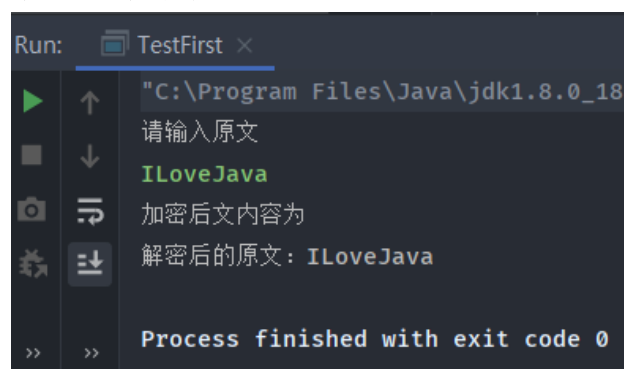 Run: TestFirst ×
"C:\Program Files\Java\jdk1.8.0_18
请输入原文
ILoveJava
加密后文内容为
解密后的原文：ILoveJava
Process finished with exit code 0